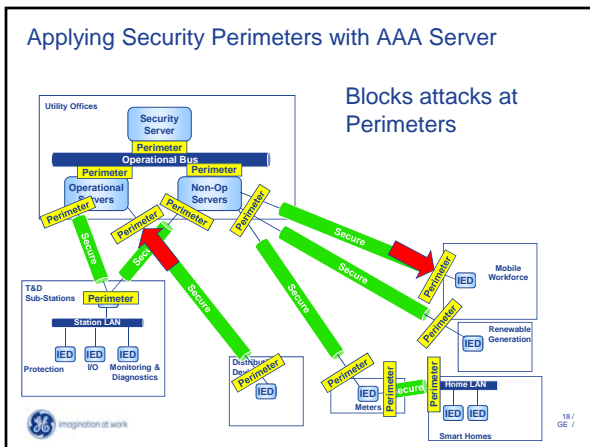 Applying Security Perimeters with AAA Server
Blocks attacks at
Perimeters
Utility Offices
Security
Server
Perimeter
Operational Bus
Perimeter
Perimeter
Operational
Servers
Non-Op
Servers
Perimeter
Perimeter
Perimeter
Perimeter
Secure
Secure
Secure
Secure
Secure
Secure
T&D
Sub-Stations
Perimeter
Station LAN
IED
IED
IED
Protection
I/O
Monitoring &
Diagnostics
Perimeter
IED
Perimeter
IED
Meters
Perimeter
Secure
Perimeter
Home LAN
IED
IED
Smart Homes
Perimeter
IED
Mobile
Workforce
Perimeter
IED
Renewable
Generation
imagination at work
18 /
GE /